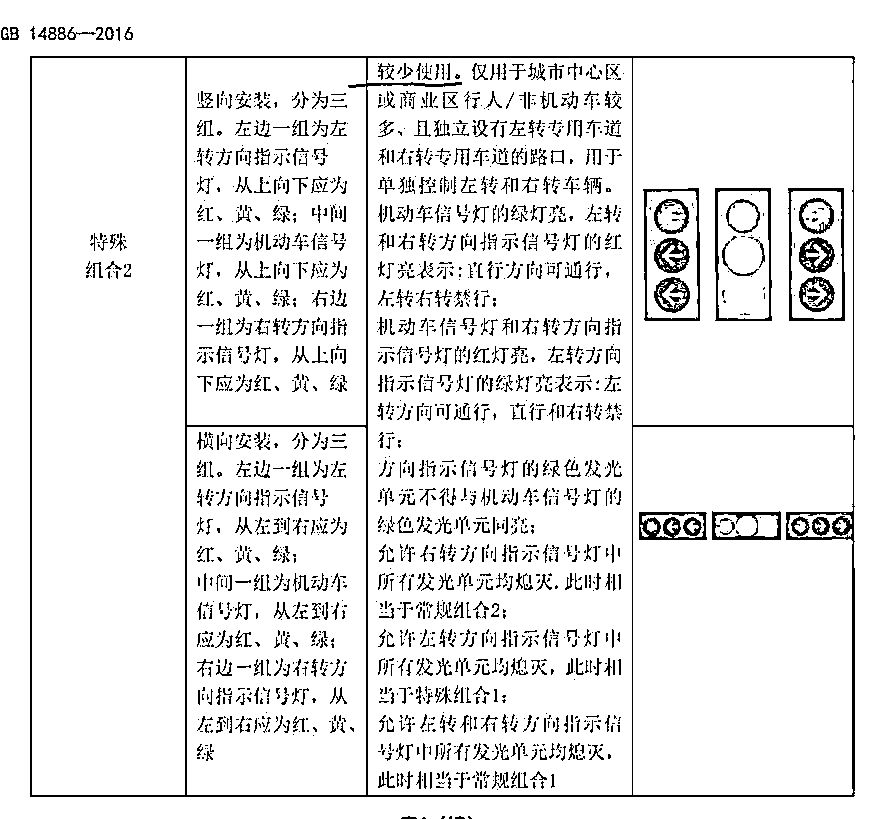 GB 14886—2016
特殊
组合2
竖向安装，分为三
组。左边一组为左
转方向指示信号
灯，从上向下应为
红、黄、绿；中间
一组为机动车信号
灯，从上向下应为
红、黄、绿；右边
一组为右转方向指
示信号灯，从上向
下应为红、黄、绿
横向安装，分为三
组。左边一组为左
转方向指示信号
灯，从左到右应为
红、黄、绿；
中间一组为机动车
信号灯，从左到右
应为红、黄、绿；
右边一组为右转方
向指示信号灯，从
左到右应为红、黄、
绿
较少使用。仅用于城市中心区
或商业区行人/非机动车较
多、且独立设有左转专用车道
和右转专用车道的路口，用于
单独控制左转和右转车辆。
机动车信号灯的绿灯亮，左转
和右转方向指示信号灯的红
灯亮表示：直行方向可通行，
左转右转禁行；
机动车信号灯和右转方向指
示信号灯的红灯亮，左转方向
指示信号灯的绿灯亮表示：左
转方向可通行，直行和右转禁
行；
方向指示信号灯的绿色发光
单元不得与机动车信号灯的
绿色发光单元同亮；
允许右转方向指示信号灯中
所有发光单元均熄灭，此时相
当于常规组合2；
允许左转方向指示信号灯中
所有发光单元均熄灭，此时相
当于特殊组合1；
允许左转和右转方向指示信
号灯中所有发光单元均熄灭，
此时相当于常规组合1